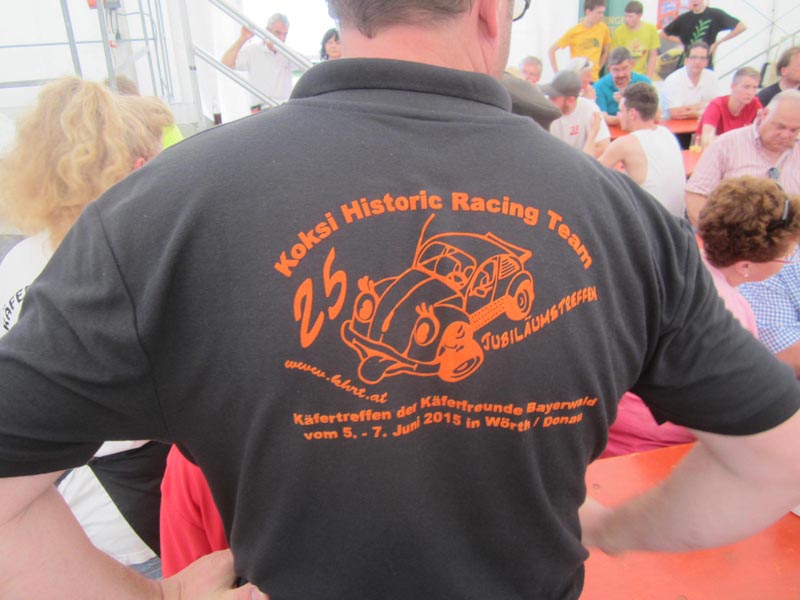 Koksi Historic Racing Team
25
JUBILÄUMSTREFFEN
www.khrt.at
Käfertreffen der Käferfreunde Bayerwald
vom 5. - 7. Juni 2015 in Wörth / Donau
KÄFE